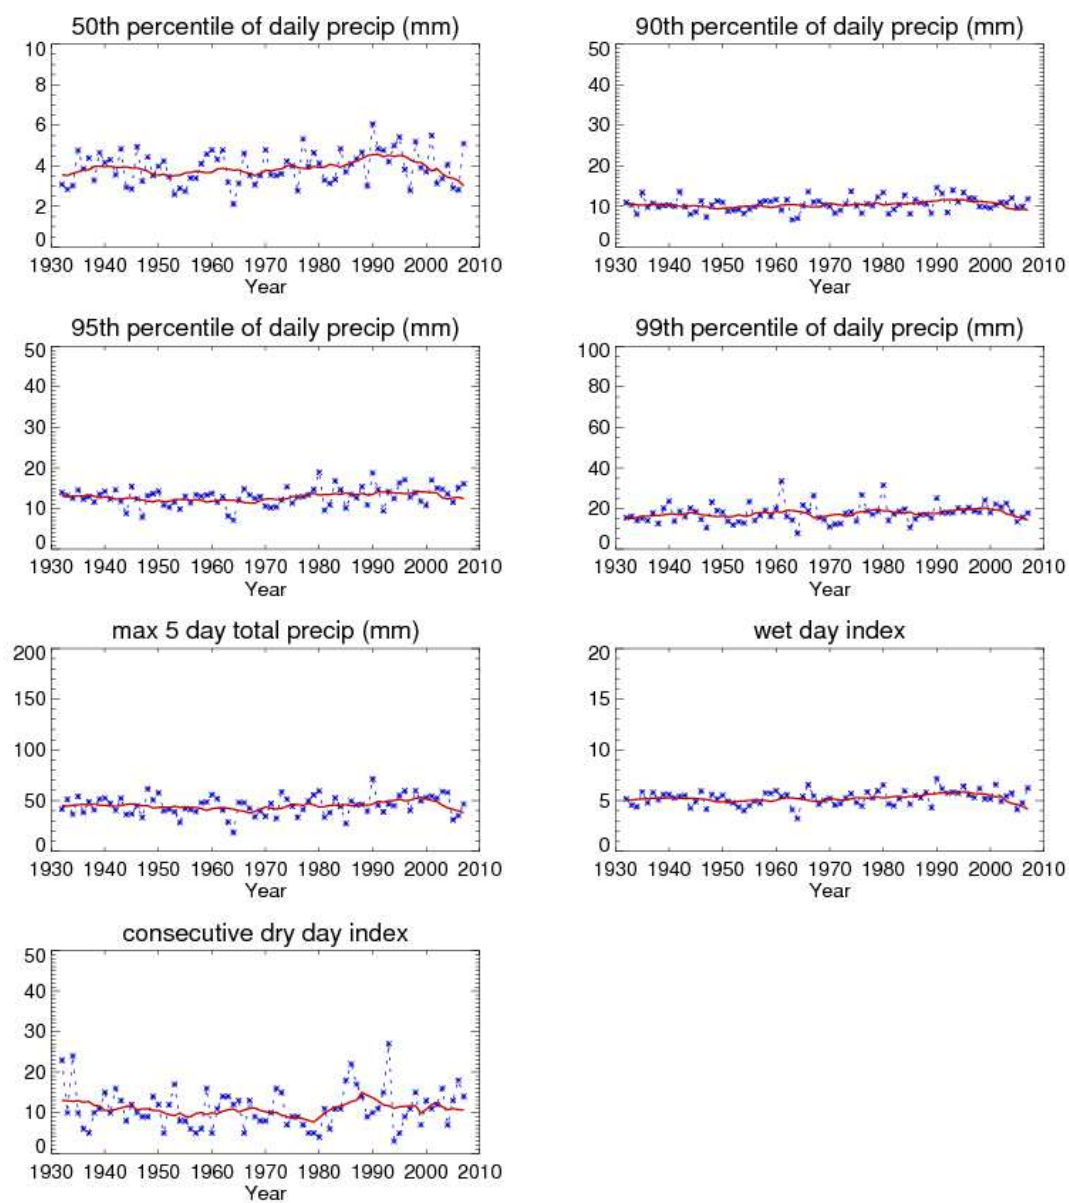 50th percentile of daily precip (mm)
10
8
6
4
2
0
1930 1940 1950 1960 1970 1980 1990 2000 2010
Year
90th percentile of daily precip (mm)
50
40
30
20
10
0
1930 1940 1950 1960 1970 1980 1990 2000 2010
Year
95th percentile of daily precip (mm)
50
40
30
20
10
0
1930 1940 1950 1960 1970 1980 1990 2000 2010
Year
99th percentile of daily precip (mm)
100
80
60
40
20
0
1930 1940 1950 1960 1970 1980 1990 2000 2010
Year
max 5 day total precip (mm)
200
150
100
50
0
1930 1940 1950 1960 1970 1980 1990 2000 2010
Year
wet day index
20
15
10
5
0
1930 1940 1950 1960 1970 1980 1990 2000 2010
Year
consecutive dry day index
50
40
30
20
10
0
1930 1940 1950 1960 1970 1980 1990 2000 2010
Year